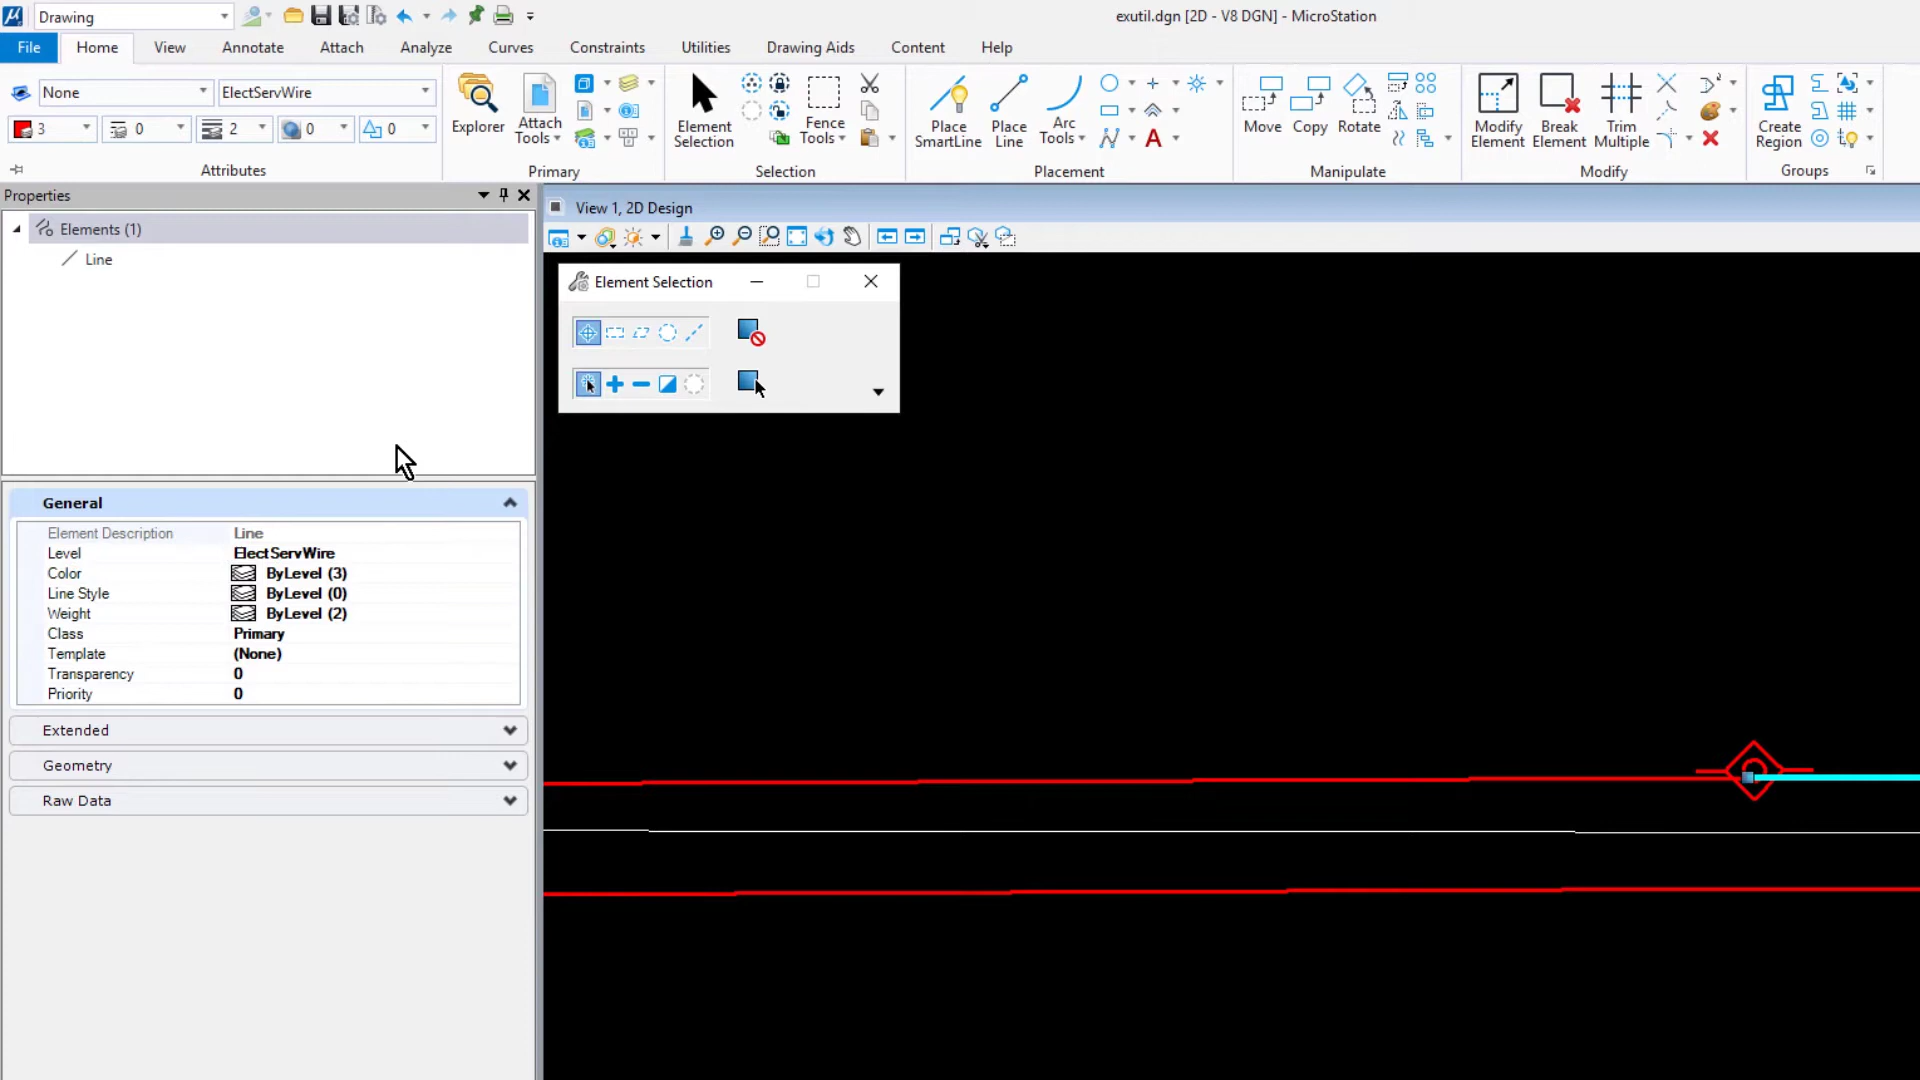 Drawing
exutil.dgn [2D - V8 DGN] - MicroStation
File Home View Annotate Attach Analyze Curves Constraints Utilities Drawing Aids Content Help
None ElectServWire
3 0 2 0 0
Attributes
Explorer
Attach
Tools
Primary
Element
Selection
Fence
Tools
Selection
Place
SmartLine
Place
Line
Arc
Tools
Placement
Move Copy Rotate
Manipulate
Modify
Element
Break
Element
Trim
Multiple
Modify
Create
Region
Groups
Properties
Elements (1)
Line
General
Element Description Line
Level ElectServWire
Color ByLevel (3)
Line Style ByLevel (0)
Weight ByLevel (2)
Class Primary
Template (None)
Transparency 0
Priority 0
Extended
Geometry
Raw Data
View 1, 2D Design
Element Selection